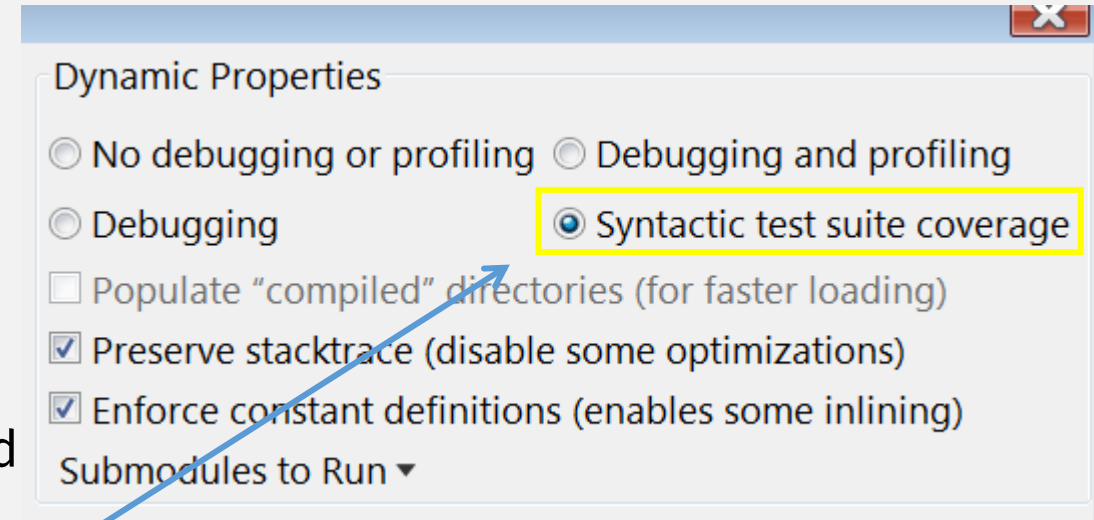 Dynamic Properties
No debugging or profiling Debugging and profiling
Debugging Syntactic test suite coverage
Populate “compiled” directories (for faster loading)
Preserve stacktrace (disable some optimizations)
Enforce constant definitions (enables some inlining)
Submodules to Run